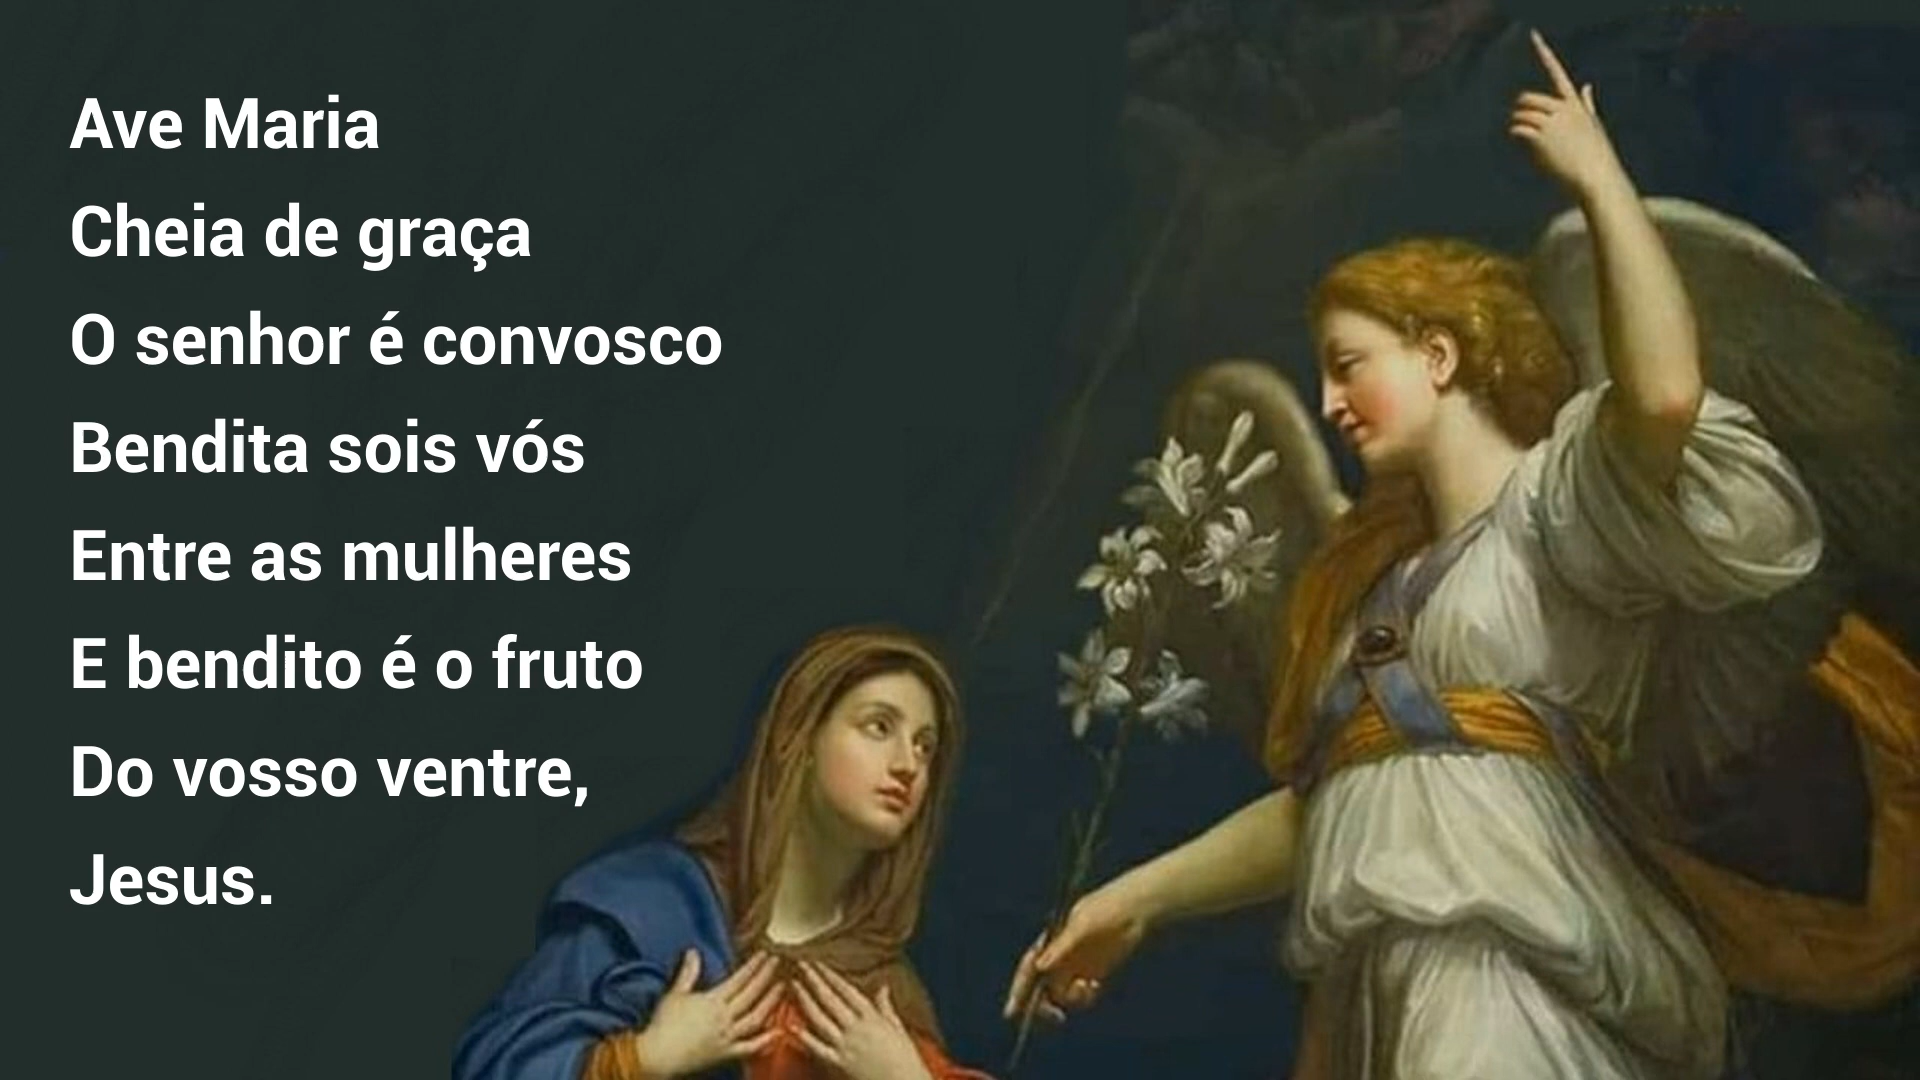 Ave Maria
Cheia de graça
O senhor é convosco
Bendita sois vós
Entre as mulheres
E bendito é o fruto
Do vosso ventre,
Jesus.